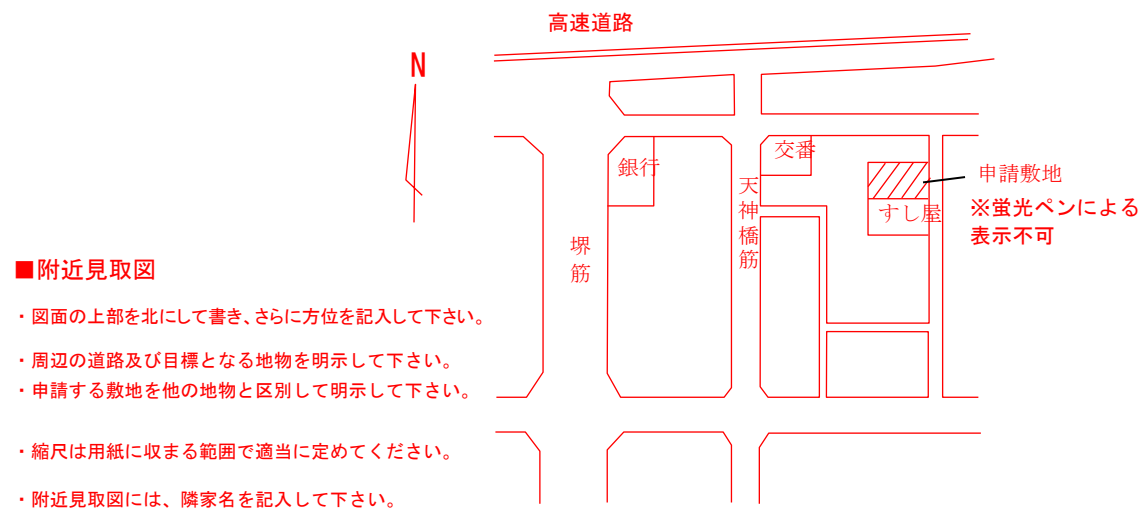 高速道路
N
銀行
交番
天神橋筋
堺筋
すし屋
申請敷地
※蛍光ペンによる
表示不可
■附近見取図
・図面の上部を北にして書き、さらに方位を記入して下さい。
・周辺の道路及び目標となる地物を明示して下さい。
・申請する敷地を他の地物と区別して明示して下さい。
・縮尺は用紙に収まる範囲で適当に定めてください。
・附近見取図には、隣家名を記入して下さい。